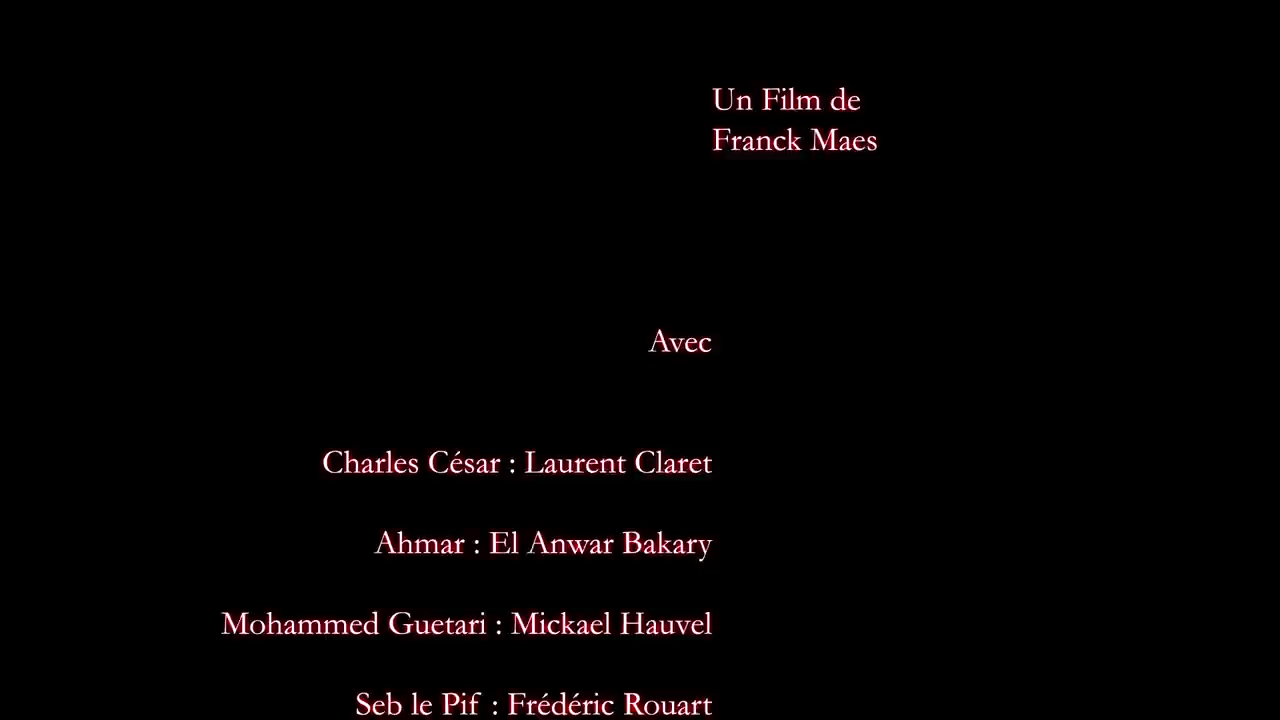 Un Film de
Franck Maes
Avec
Charles César : Laurent Claret
Ahmar : El Anwar Bakary
Mohammed Guetari : Mickael Hauvel
Seb le Pif : Frédéric Rouart